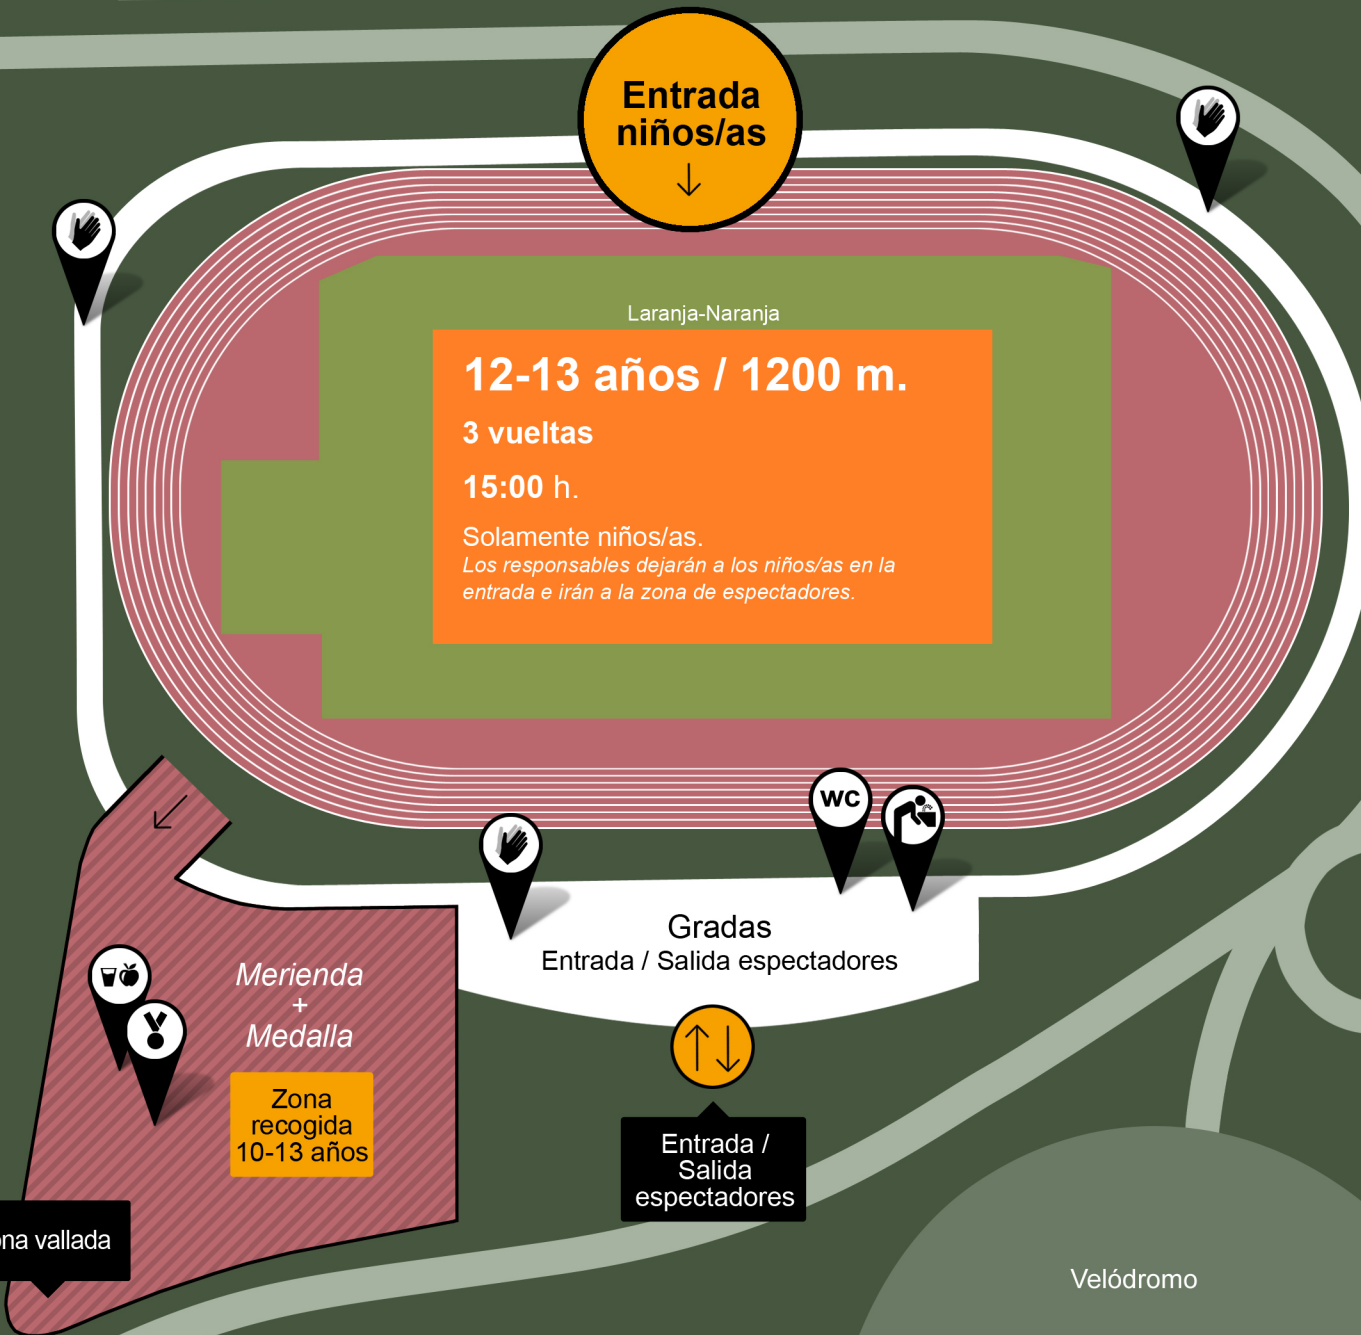 Entrada
niños/as
Laranja-Naranja
12-13 años / 1200 m.
3 vueltas
15:00 h.
Solamente niños/as.
Los responsables dejarán a los niños/as en la
entrada e irán a la zona de espectadores.
WC
Gradas
Entrada / Salida espectadores
Merienda
+
Medalla
Zona
recogida
10-13 años
Entrada /
Salida
espectadores
vallada
Velódromo